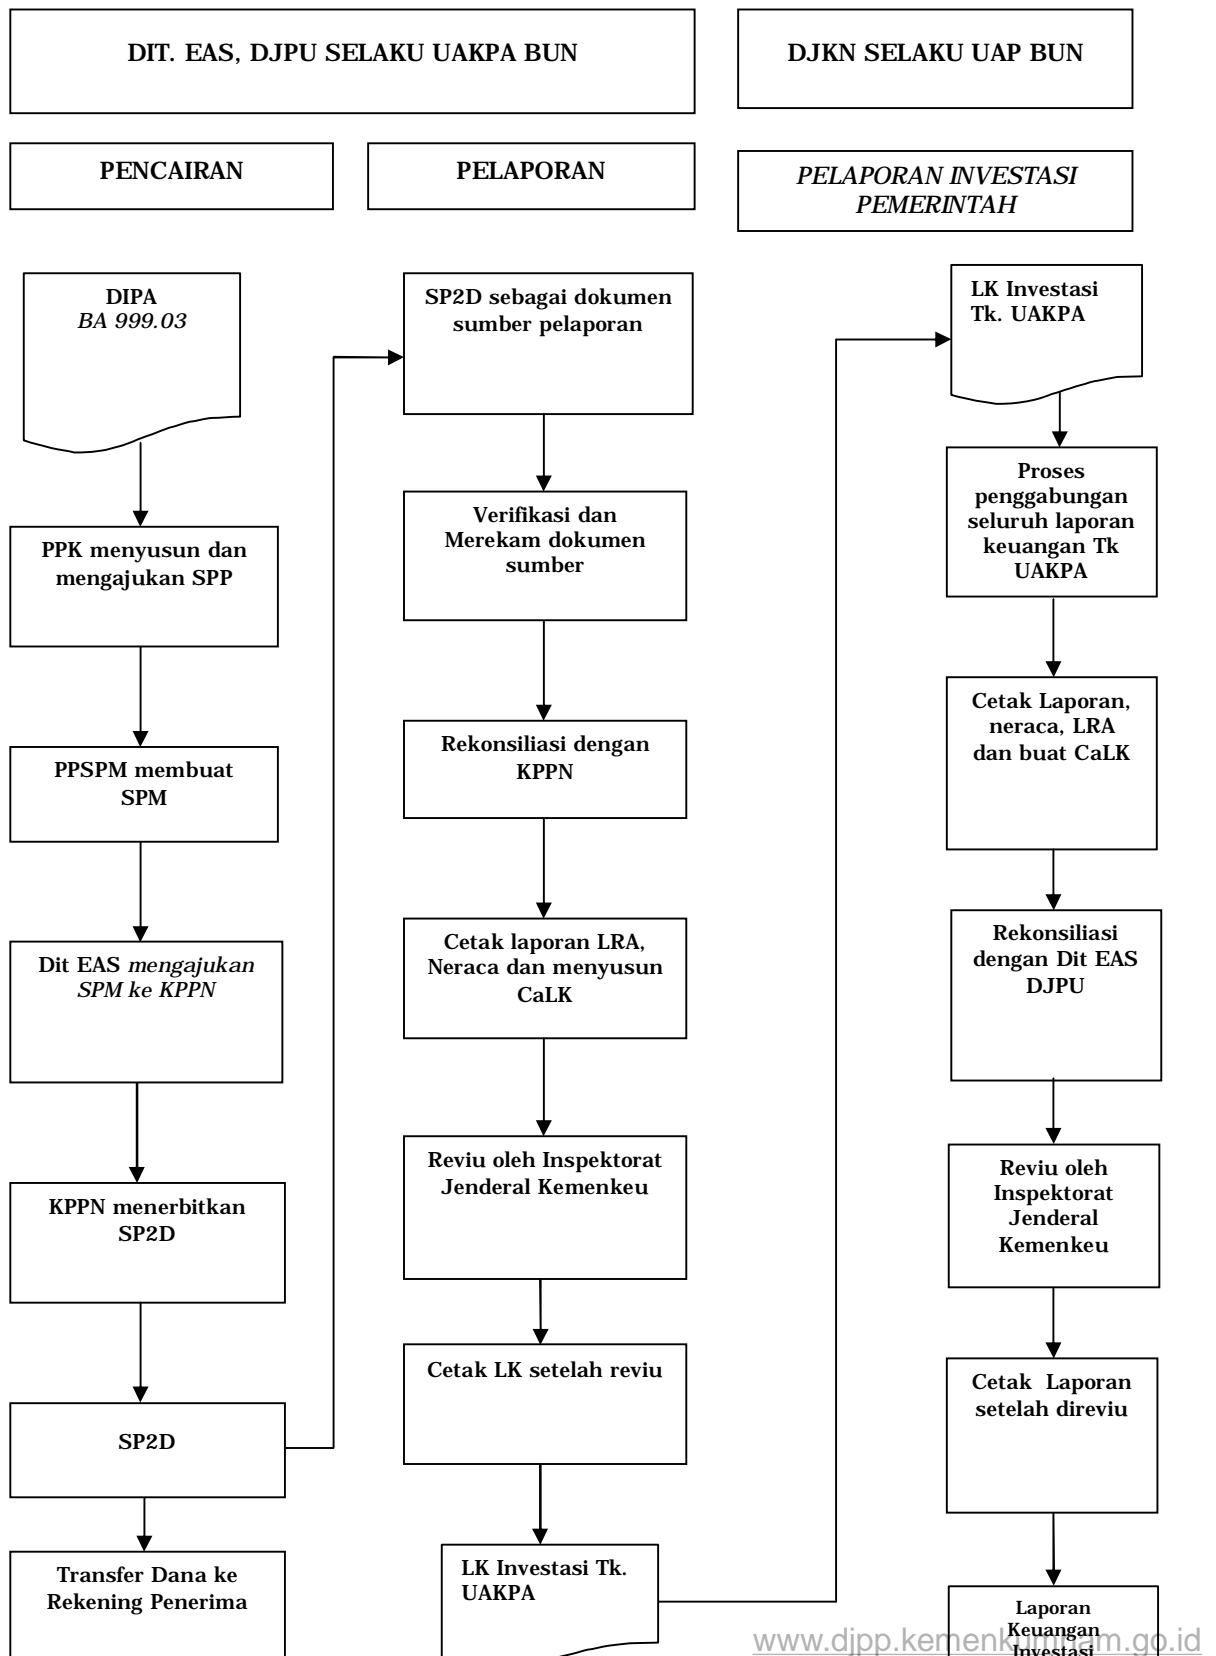 DIT. EAS, DJPU SELAKU UAKPA BUN
DJKN SELAKU UAP BUN
PENCAIRAN
PELAPORAN
PELAPORAN INVESTASI
PEMERINTAH
DIPA
BA 999.03
PPK menyusun dan
mengajukan SPP
PPSPM membuat
SPM
Dit EAS mengajukan
SPM ke KPPN
KPPN menerbitkan
SP2D
SP2D
Transfer Dana ke
Rekening Penerima
SP2D sebagai dokumen
sumber pelaporan
Verifikasi dan
Merekam dokumen
sumber
Rekonsiliasi dengan
KPPN
Cetak laporan LRA,
Neraca dan menyusun
CaLK
Reviu oleh Inspektorat
Jenderal Kemenkeu
Cetak LK setelah reviu
LK Investasi Tk.
UAKPA
LK Investasi
Tk. UAKPA
Proses
penggabungan
seluruh laporan
keuangan Tk
UAKPA
Cetak Laporan,
neraca, LRA
dan buat CaLK
Rekonsiliasi
dengan Dit EAS
DJPU
Reviu oleh
Inspektorat
Jenderal
Kemenkeu
Cetak Laporan
setelah direviu
Laporan
Keuangan
Investasi
www.djpp.kemenkumham.go.id